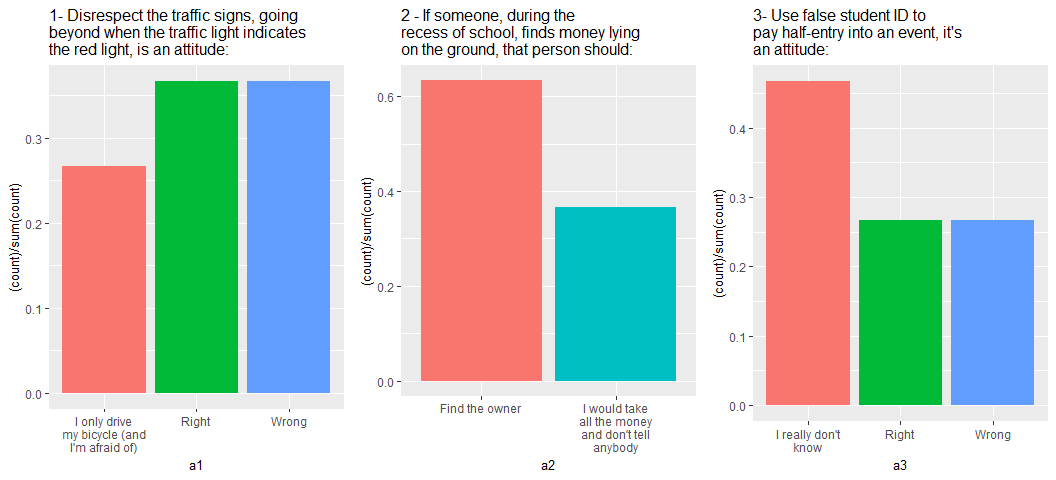 1- Disrespect the traffic signs, going
beyond when the traffic light indicates
the red light, is an attitude:
(count)/sum(count)
0.3
0.2
0.1
0.0
I only drive
my bicycle (and
I'm afraid of)
Right
Wrong
a1
2 - If someone, during the
recess of school, finds money lying
on the ground, that person should:
(count)/sum(count)
0.6
0.4
0.2
0.0
Find the owner
I would take
all the money
and don't tell
anybody
a2
3- Use false student ID to
pay half-entry into an event, it's
an attitude:
(count)/sum(count)
0.4
0.3
0.2
0.1
0.0
I really don't
know
Right
Wrong
a3